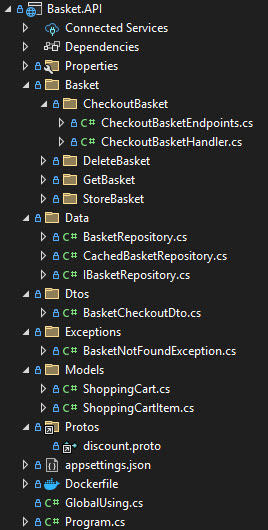 Basket.API
Connected Services
Dependencies
Properties
Basket
CheckoutBasket
C# CheckoutBasketEndpoints.cs
C# CheckoutBasketHandler.cs
DeleteBasket
GetBasket
StoreBasket
Data
C# BasketRepository.cs
C# CachedBasketRepository.cs
C# IBasketRepository.cs
Dtos
C# BasketCheckoutDto.cs
Exceptions
C# BasketNotFoundException.cs
Models
C# ShoppingCart.cs
C# ShoppingCartItem.cs
Protos
discount.proto
appsettings.json
Dockerfile
C# GlobalUsing.cs
C# Program.cs